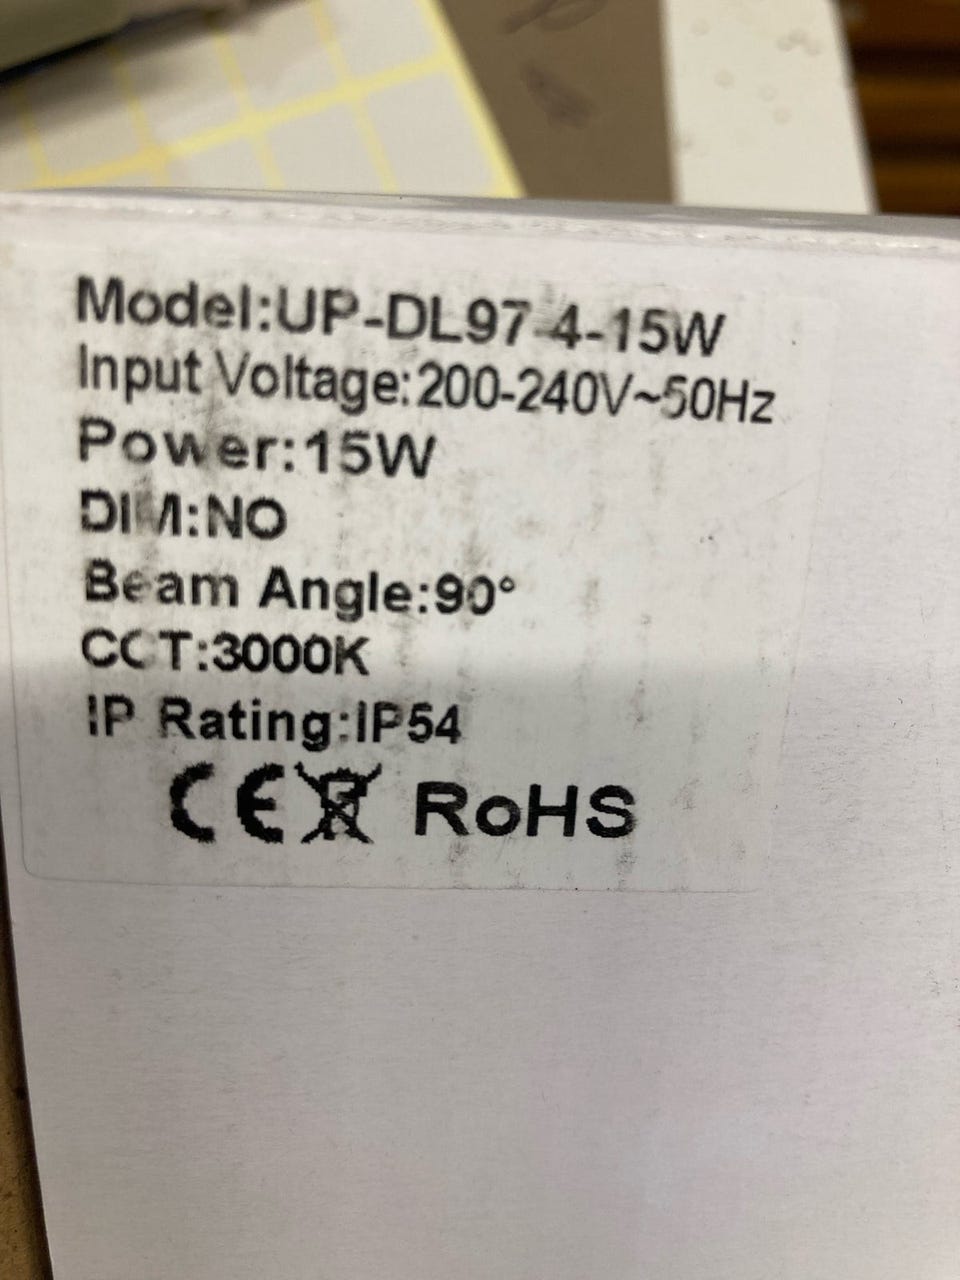 Model:UP-DL97-4-15W
Input Voltage:200-240V~50Hz
Power:15W
DIM:NO
Beam Angle:90°
CCT:3000K
IP Rating:IP54
CE RoHS